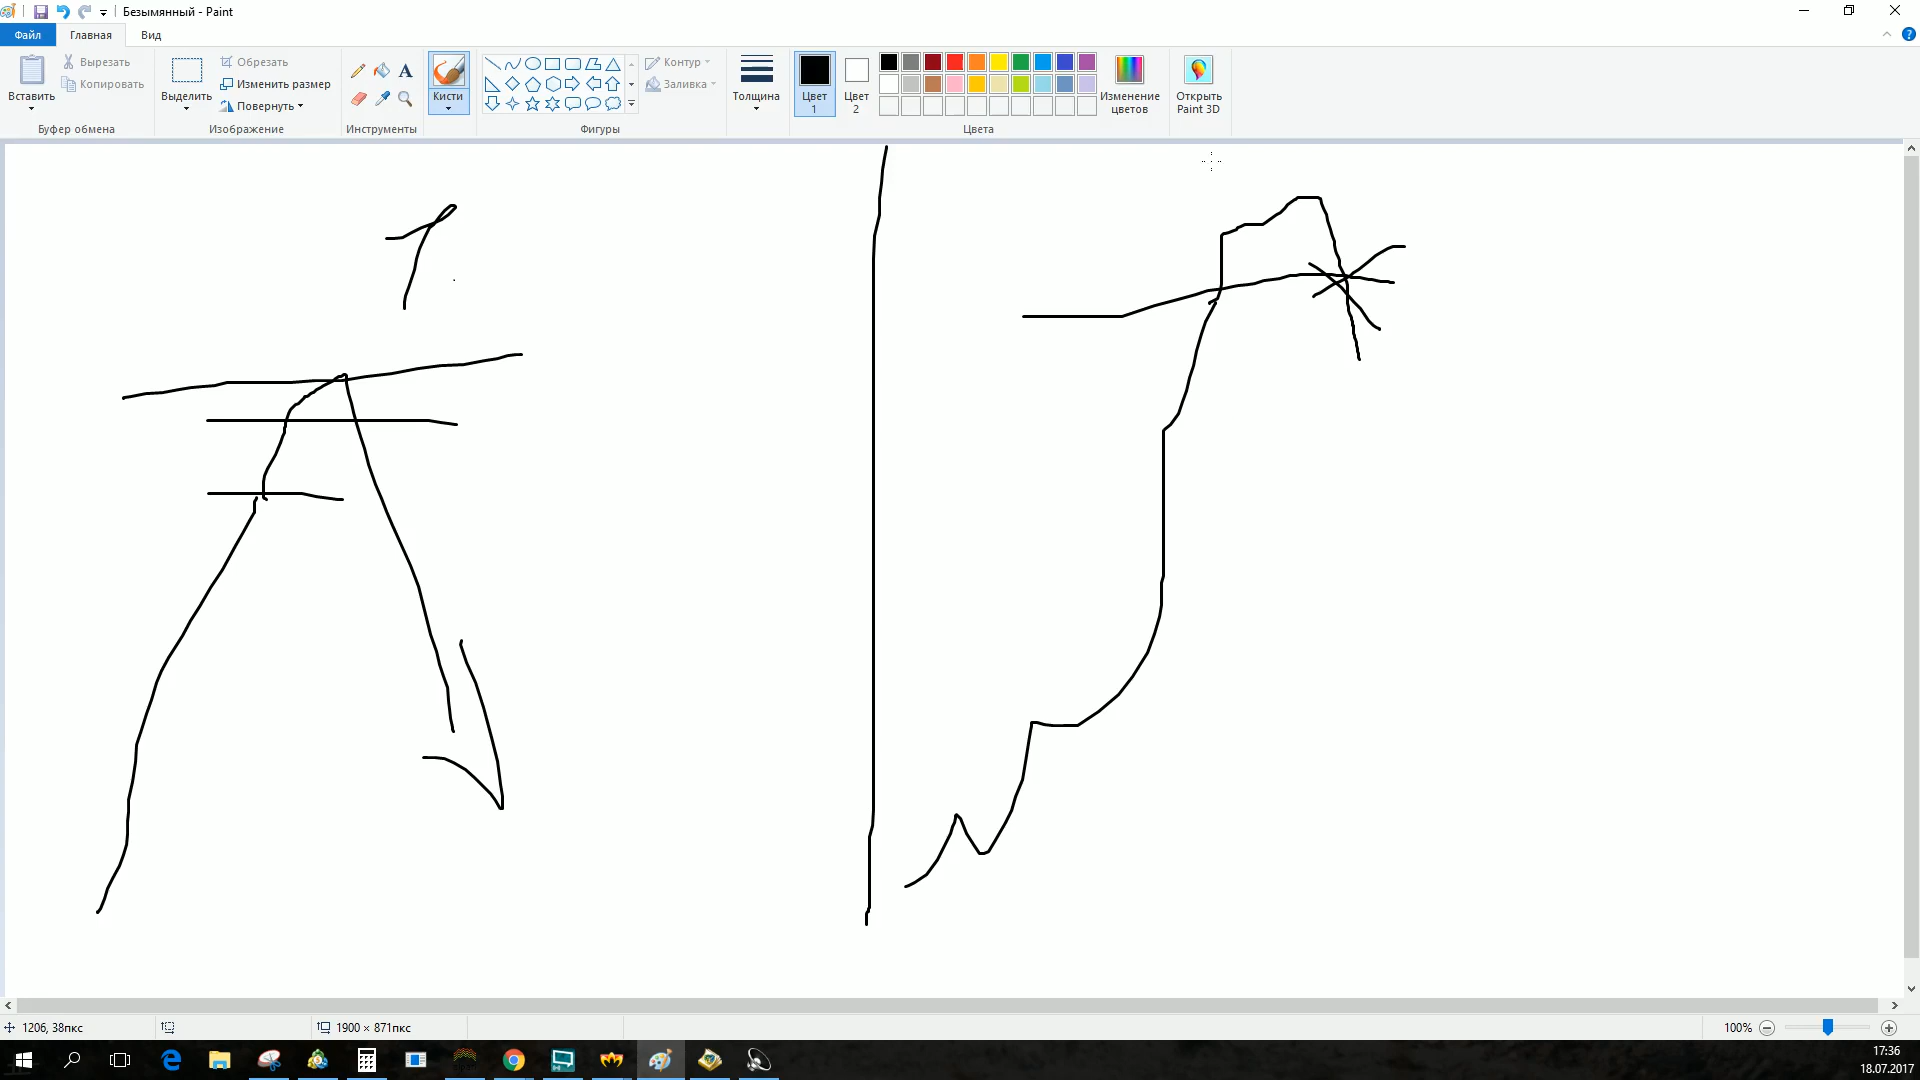 Безымянный - Paint
Файл
Главная
Вид
Вставить
Вырезать
Копировать
Буфер обмена
Выделить
Обрезать
Изменить размер
Повернуть
Изображение
A
Инструменты
Кисти
Контур
Заливка
Фигуры
Толщина
Цвет
1
Цвет
2
Изменение
цветов
Цвета
Открыть
Paint 3D
1
1206, 38пкс
1900 × 871пкс
100%
17:36
18.07.2017